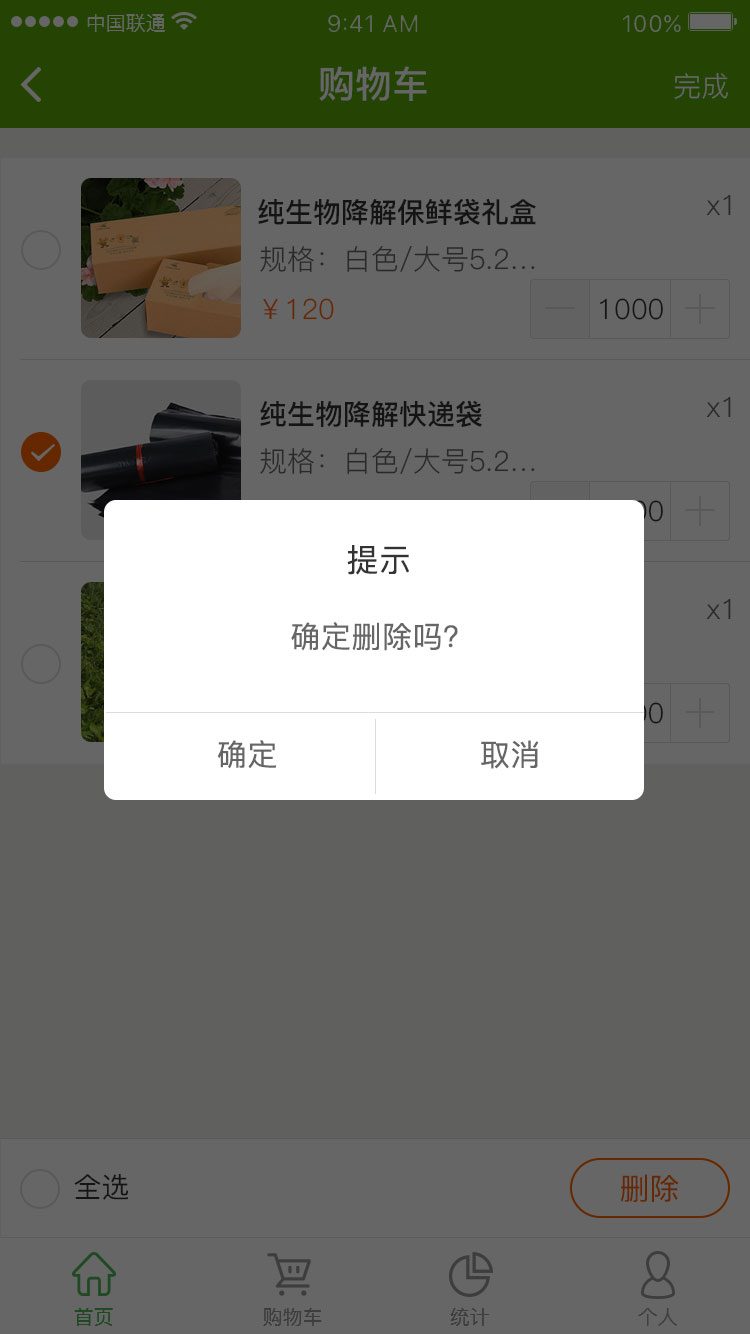 中国联通 9:41 AM 100%
购物车
完成
纯生物降解保鲜袋礼盒
x1
规格：白色/大号5.2...
￥120
1000
纯生物降解快递袋
x1
规格：白色/大号5.2...
提示
确定删除吗?
x1
确定
取消
全选
删除
首页
购物车
统计
个人